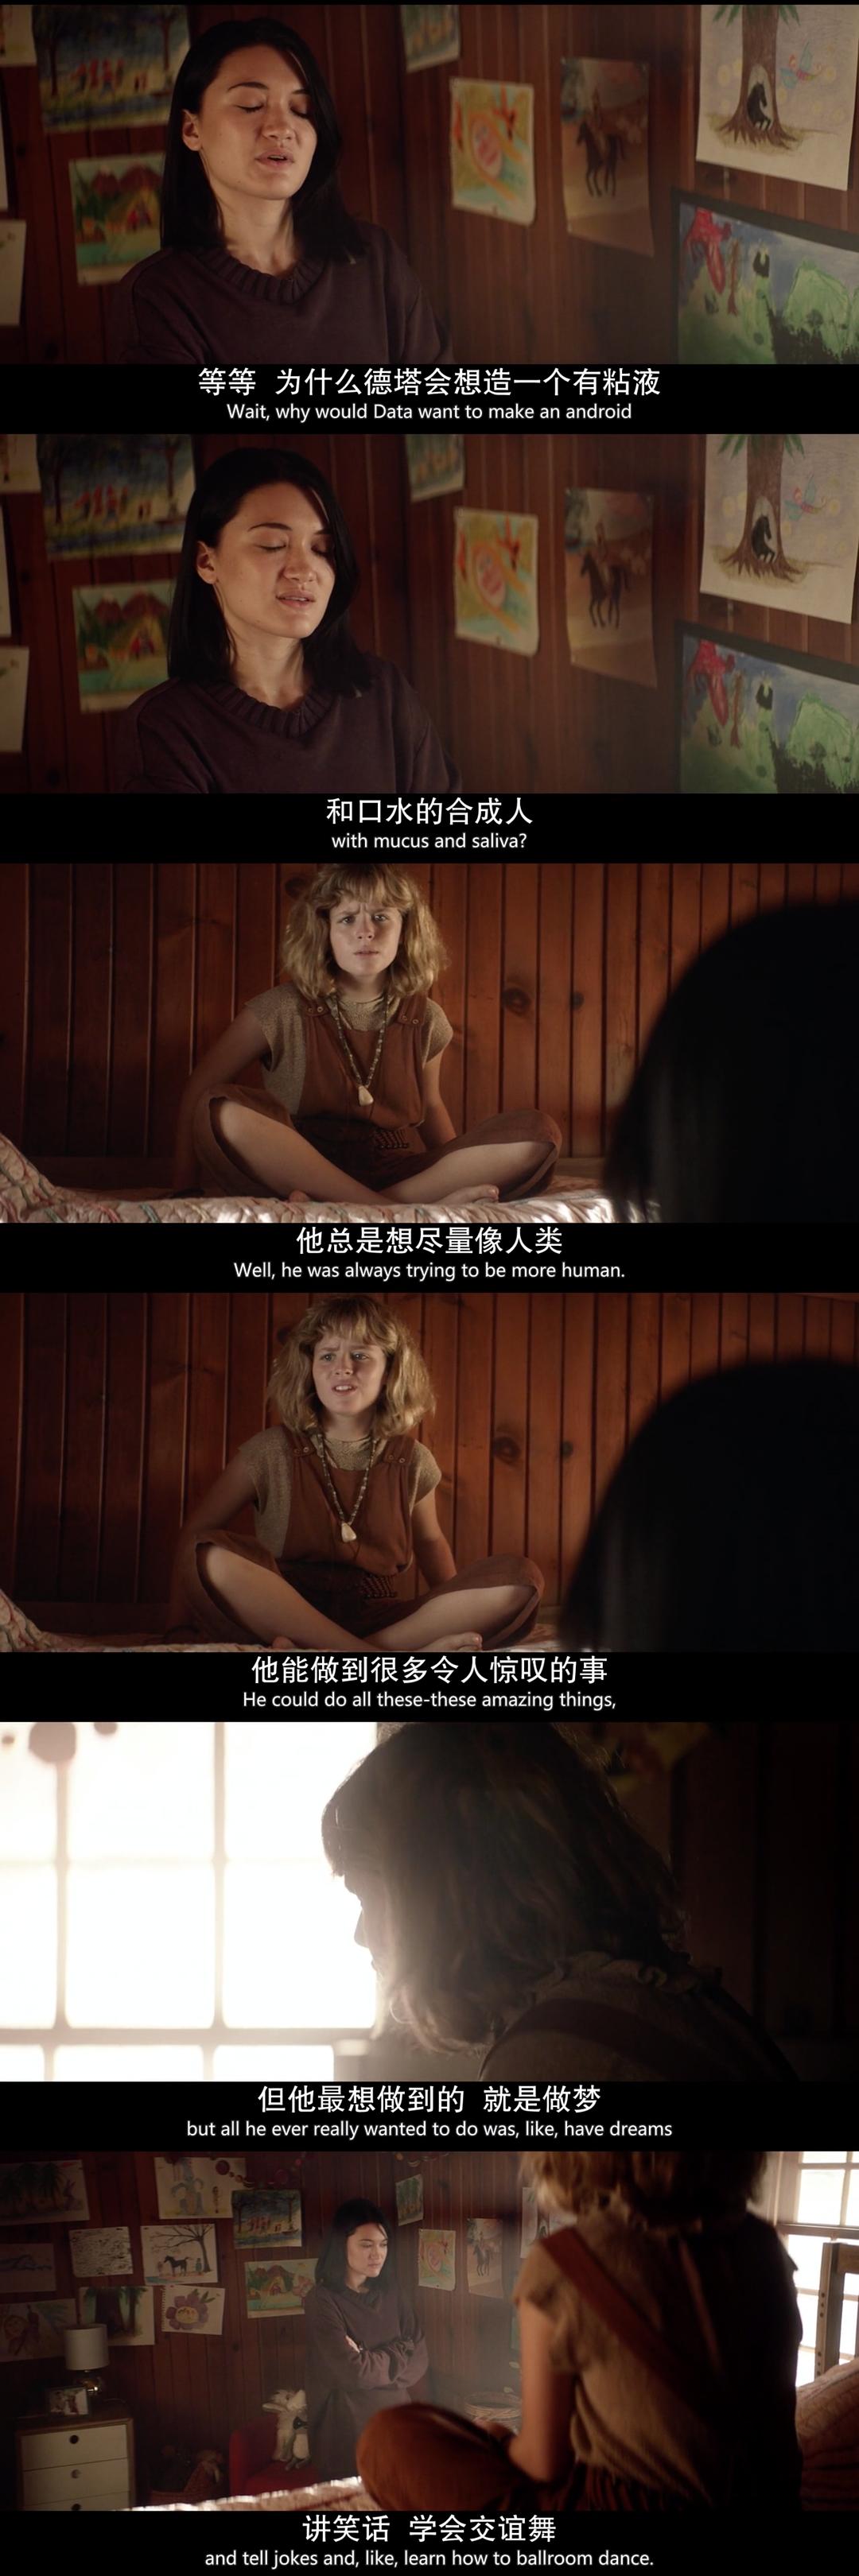 等等 为什么德塔会想造一个有粘液
Wait, why would Data want to make an android
和口水的合成人
with mucus and saliva?
他总是想尽量像人类
Well, he was always trying to be more human.
他能做到很多令人惊叹的事
He could do all these-these amazing things,
但他最想做到的 就是做梦
but all he ever really wanted to do was, like, have dreams
讲笑话 学会交谊舞
and tell jokes and, like, learn how to ballroom dance.